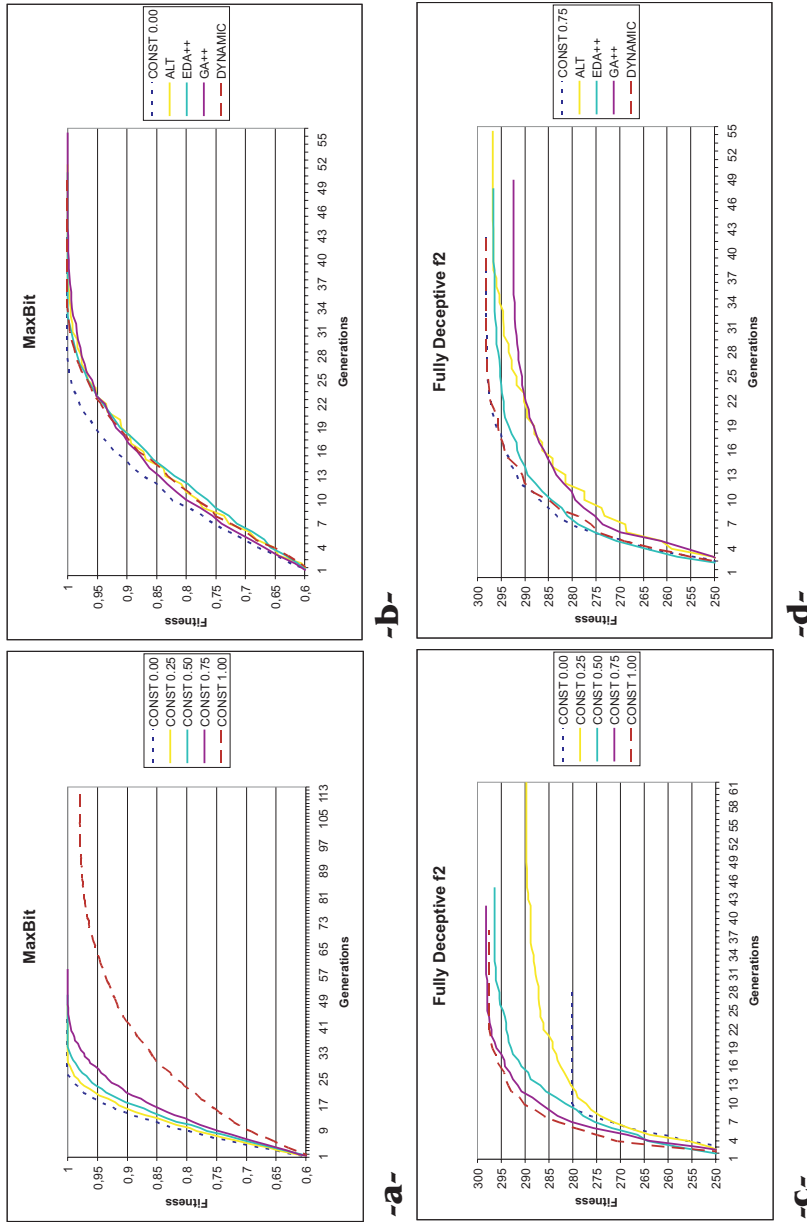 MaxBit
Fitness
1
0,95
0,9
0,85
0,8
0,75
0,7
0,65
0,6
1 9 17 25 33 41 49 57 65 73 81 89 97 105 113
Generations
CONST 0.00
CONST 0.25
CONST 0.50
CONST 0.75
CONST 1.00
-a-
MaxBit
Fitness
1
0,95
0,9
0,85
0,8
0,75
0,7
0,65
0,6
1 4 7 10 13 16 19 22 25 28 31 34 37 40 43 46 49 52 55
Generations
CONST 0.00
ALT
EDA++
GA++
DYNAMIC
-b-
Fully Deceptive f2
Fitness
300
295
290
285
280
275
270
265
260
255
250
1 4 7 10 13 16 19 22 25 28 31 34 37 40 43 46 49 52 55 58 61
Generations
CONST 0.00
CONST 0.25
CONST 0.50
CONST 0.75
CONST 1.00
-c-
Fully Deceptive f2
Fitness
300
295
290
285
280
275
270
265
260
255
250
1 4 7 10 13 16 19 22 25 28 31 34 37 40 43 46 49 52 55
Generations
CONST 0.75
ALT
EDA++
GA++
DYNAMIC
-d-